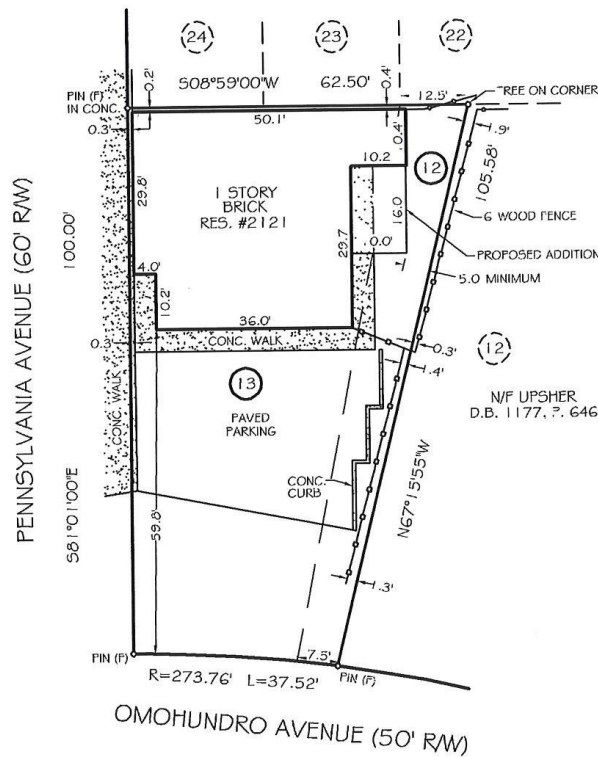 24
23
22
S08°59'00"W 62.50'
0.2'
0.4'
12.5'
TREE ON CORNER
PIN (F)
IN CONC.
0.3'
50.1'
0.4'
.9'
10.2
12
105.58'
29.8'
1 STORY
BRICK
RES. #2121
16.0
6 WOOD FENCE
29.7
0.0'
PROPOSED ADDITION
5.0 MINIMUM
4.0'
10.2'
36.0'
0.3'
CONC. WALK
0.3'
.4'
12
13
PAVED
PARKING
N/F UPSHER
D.B. 1177, P. 646
CONC. WALK
CONC.
CURB
N67°15'55"W
PENNSYLVANIA AVENUE (60' R/W)
100.00'
S81°01'00"E
59.8'
.3'
7.5'
PIN (F)
PIN (F)
R=273.76' L=37.52'
OMOHUNDRO AVENUE (50' R/W)